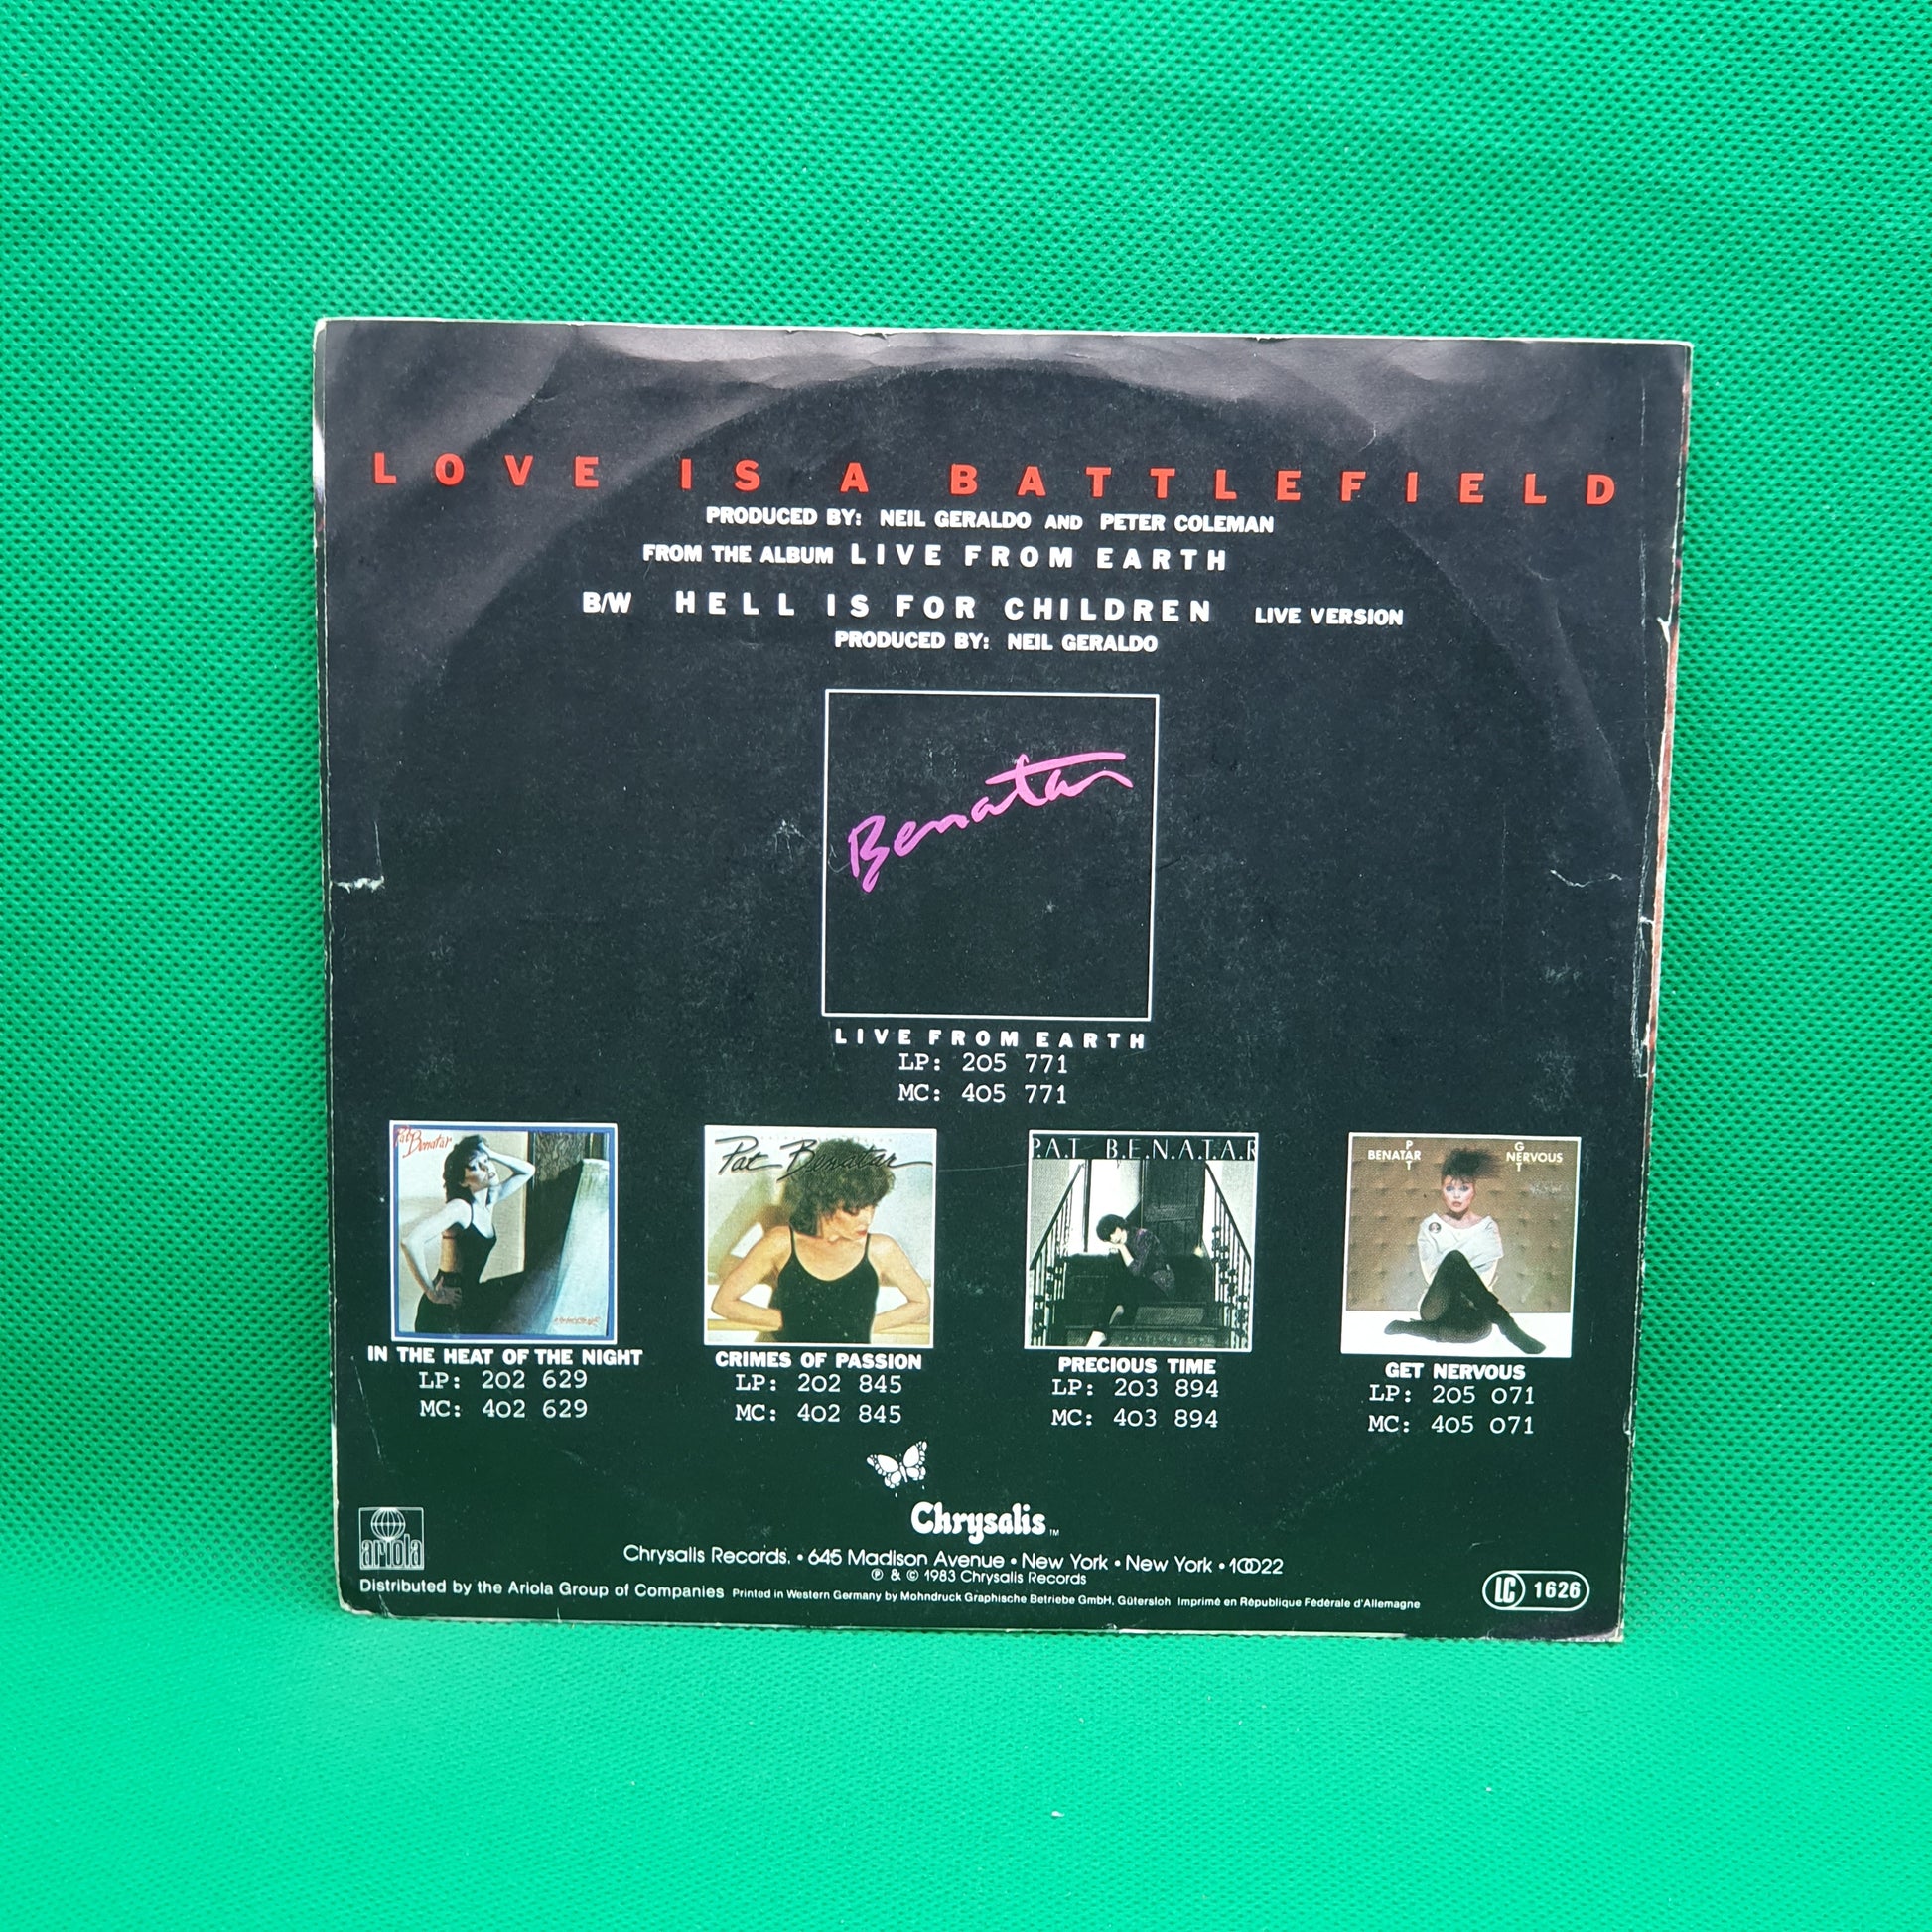 LOVE IS A BATTLEFIELD
PRODUCED BY: NEIL GERALDO AND PETER COLEMAN
FROM THE ALBUM LIVE FROM EARTH
B/W HELL IS FOR CHILDREN LIVE VERSION
PRODUCED BY: NEIL GERALDO
Benatar
LIVE FROM EARTH
LP: 205 771
MC: 405 771
Pat Benatar
IN THE HEAT OF THE NIGHT
LP: 202 629
MC: 402 629
Pat Benatar
CRIMES OF PASSION
LP: 202 845
MC: 402 845
P.A.T B.E.N.A.T.A.R
PRECIOUS TIME
LP: 203 894
MC: 403 894
PAT BENATAR GET NERVOUS
GET NERVOUS
LP: 205 071
MC: 405 071
Chrysalis TM
ariola
Chrysalis Records. • 645 Madison Avenue • New York • New York • 10022
℗ & © 1983 Chrysalis Records
Distributed by the Ariola Group of Companies Printed in Western Germany by Mohndruck Graphische Betriebe GmbH, Gütersloh Imprimé en République Fédérale d'Allemagne
LC 1626